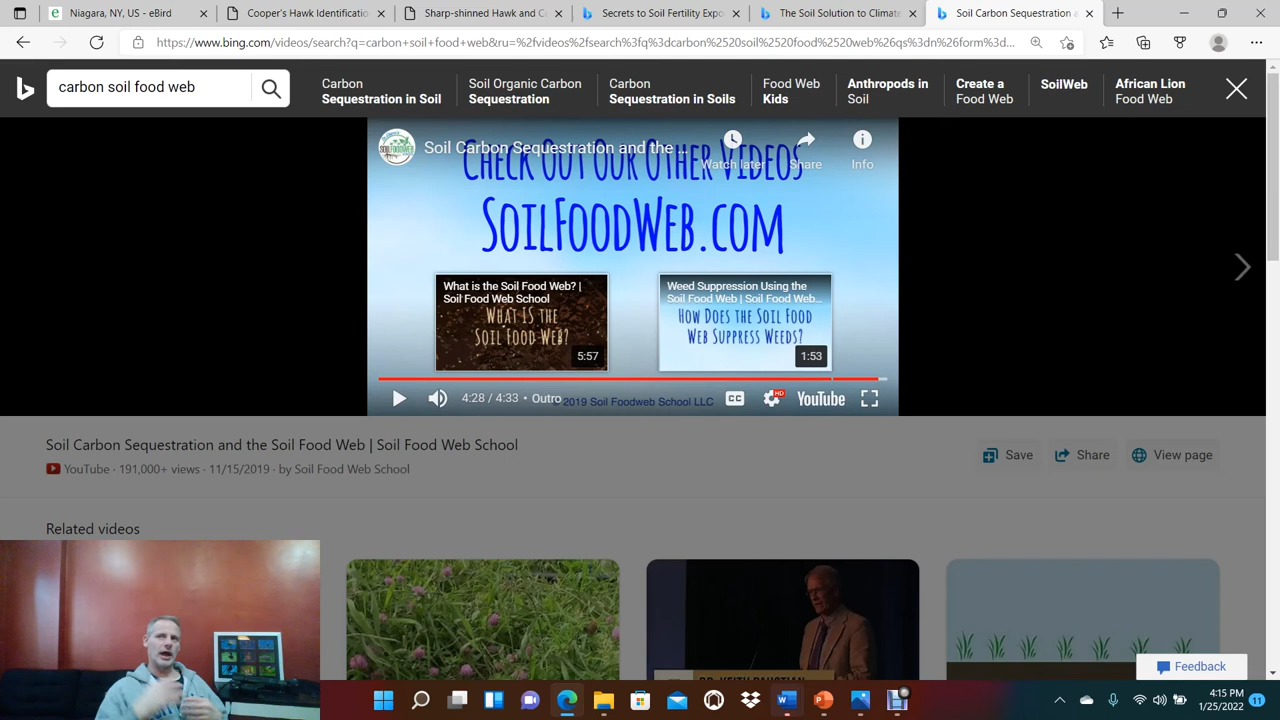 Niagara, NY, US - eBird
Cooper's Hawk Identification
Sharp-shinned Hawk and C
Secrets to Soil Fertility Expo
The Soil Solution to Climate
Soil Carbon Sequestration a
https://www.bing.com/videos/search?q=carbon+soil+food+web&ru=%2fvideos%2fsearch%3fq%3dcarbon%2520soil%2520food%2520web%26qs%3dn%26form%3d...
carbon soil food web
Carbon
Sequestration in Soil
Soil Organic Carbon
Sequestration
Carbon
Sequestration in Soils
Food Web
Kids
Anthropods in
Soil
Create a
Food Web
SoilWeb
African Lion
Food Web
Soil Carbon Sequestration and the ...
Watch later
Share
Info
CHECK OUT OUR OTHER VIDEOS
SOILFOODWEB.COM
What is the Soil Food Web? |
Soil Food Web School
WHAT IS THE
SOIL FOOD WEB?
5:57
Weed Suppression Using the
Soil Food Web | Soil Food Web...
HOW DOES THE SOIL FOOD
WEB SUPPRESS WEEDS?
1:53
4:28 / 4:33 • Outro
2019 Soil Foodweb School LLC
CC
HD
YouTube
Soil Carbon Sequestration and the Soil Food Web | Soil Food Web School
YouTube · 191,000+ views · 11/15/2019 · by Soil Food Web School
Save
Share
View page
Related videos
DR. KEITH PAUSTIAN
Feedback
4:15 PM
1/25/2022
11